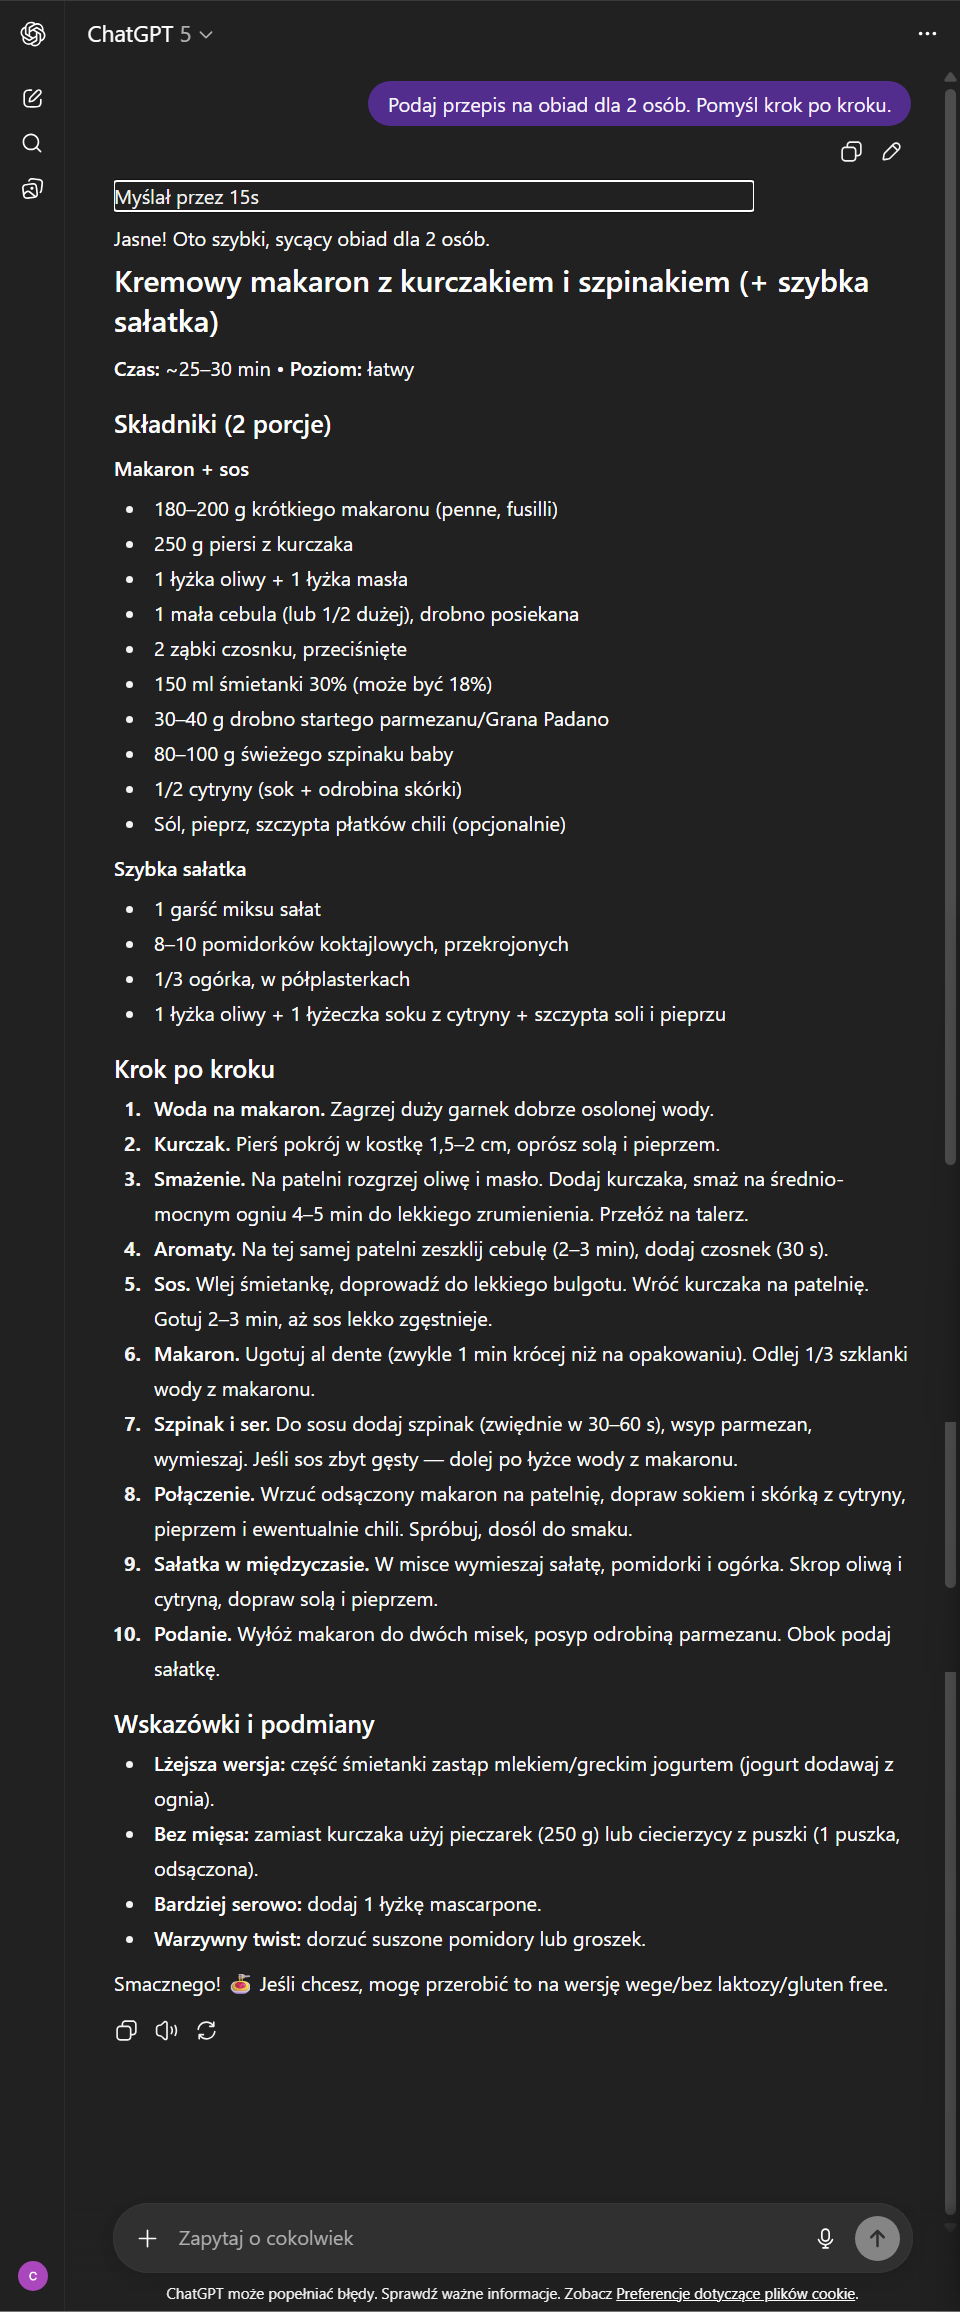 ChatGPT 5
Podaj przepis na obiad dla 2 osób. Pomyśl krok po kroku.
Myślał przez 15s
Jasne! Oto szybki, sycący obiad dla 2 osób.
Kremowy makaron z kurczakiem i szpinakiem (+ szybka
sałatka)
Czas: ~25–30 min • Poziom: łatwy
Składniki (2 porcje)
Makaron + sos
• 180–200 g krótkiego makaronu (penne, fusilli)
• 250 g piersi z kurczaka
• 1 łyżka oliwy + 1 łyżka masła
• 1 mała cebula (lub 1/2 dużej), drobno posiekana
• 2 ząbki czosnku, przeciśnięte
• 150 ml śmietanki 30% (może być 18%)
• 30–40 g drobno startego parmezanu/Grana Padano
• 80–100 g świeżego szpinaku baby
• 1/2 cytryny (sok + odrobina skórki)
• Sól, pieprz, szczypta płatków chili (opcjonalnie)
Szybka sałatka
• 1 garść miksu sałat
• 8–10 pomidorków koktajlowych, przekrojonych
• 1/3 ogórka, w półplasterkach
• 1 łyżka oliwy + 1 łyżeczka soku z cytryny + szczypta soli i pieprzu
Krok po kroku
1. Woda na makaron. Zagrzej duży garnek dobrze osolonej wody.
2. Kurczak. Pierś pokrój w kostkę 1,5–2 cm, oprósz solą i pieprzem.
3. Smażenie. Na patelni rozgrzej oliwę i masło. Dodaj kurczaka, smaż na średnio-
mocnym ogniu 4–5 min do lekkiego zrumienienia. Przełóż na talerz.
4. Aromaty. Na tej samej patelni zeszklij cebulę (2–3 min), dodaj czosnek (30 s).
5. Sos. Wlej śmietankę, doprowadź do lekkiego bulgotu. Wróć kurczaka na patelnię.
Gotuj 2–3 min, aż sos lekko zgęstnieje.
6. Makaron. Ugotuj al dente (zwykle 1 min krócej niż na opakowaniu). Odlej 1/3 szklanki
wody z makaronu.
7. Szpinak i ser. Do sosu dodaj szpinak (zwiędnie w 30–60 s), wsyp parmezan,
wymieszaj. Jeśli sos zbyt gęsty — dolej po łyżce wody z makaronu.
8. Połączenie. Wrzuć odsączony makaron na patelnię, dopraw sokiem i skórką z cytryny,
pieprzem i ewentualnie chili. Spróbuj, dosól do smaku.
9. Sałatka w międzyczasie. W misce wymieszaj sałatę, pomidorki i ogórka. Skrop oliwą i
cytryną, dopraw solą i pieprzem.
10. Podanie. Wyłóż makaron do dwóch misek, posyp odrobiną parmezanu. Obok podaj
sałatkę.
Wskazówki i podmiany
• Lżejsza wersja: część śmietanki zastąp mlekiem/greckim jogurtem (jogurt dodawaj z
ognia).
• Bez mięsa: zamiast kurczaka użyj pieczarek (250 g) lub ciecierzycy z puszki (1 puszka,
odsączona).
• Bardziej serowo: dodaj 1 łyżkę mascarpone.
• Warzywny twist: dorzuć suszone pomidory lub groszek.
Smacznego! 🍝 Jeśli chcesz, mogę przerobić to na wersję wege/bez laktozy/gluten free.
Zapytaj o cokolwiek
C
ChatGPT może popełniać błędy. Sprawdź ważne informacje. Zobacz Preferencje dotyczące plików cookie.